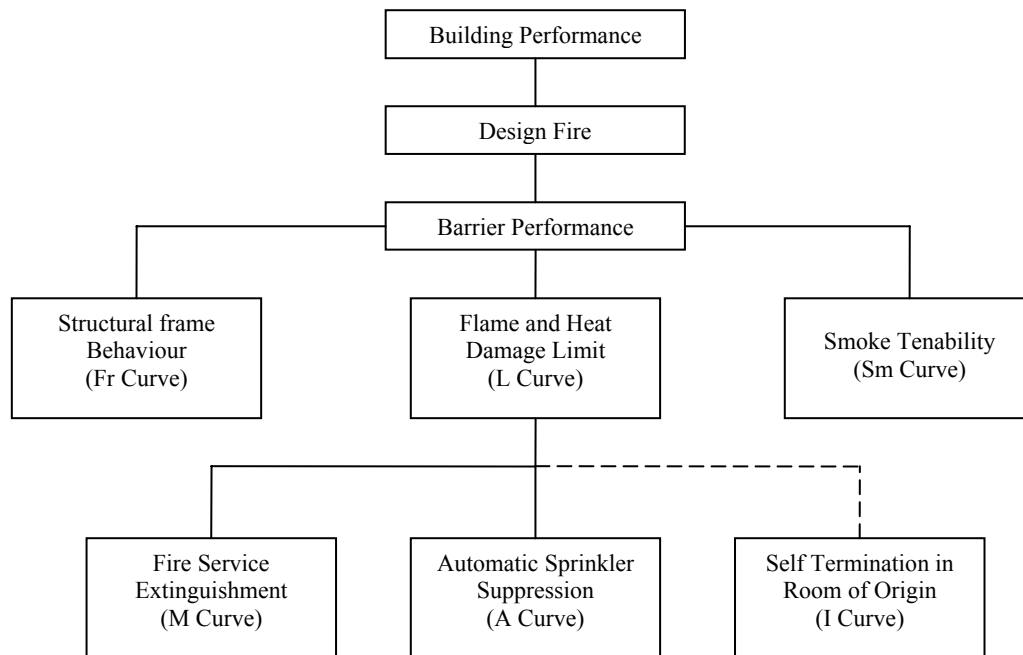 Building Performance
Design Fire
Barrier Performance
Structural frame
Behaviour
(Fr Curve)
Flame and Heat
Damage Limit
(L Curve)
Smoke Tenability
(Sm Curve)
Fire Service
Extinguishment
(M Curve)
Automatic Sprinkler
Suppression
(A Curve)
Self Termination in
Room of Origin
(I Curve)